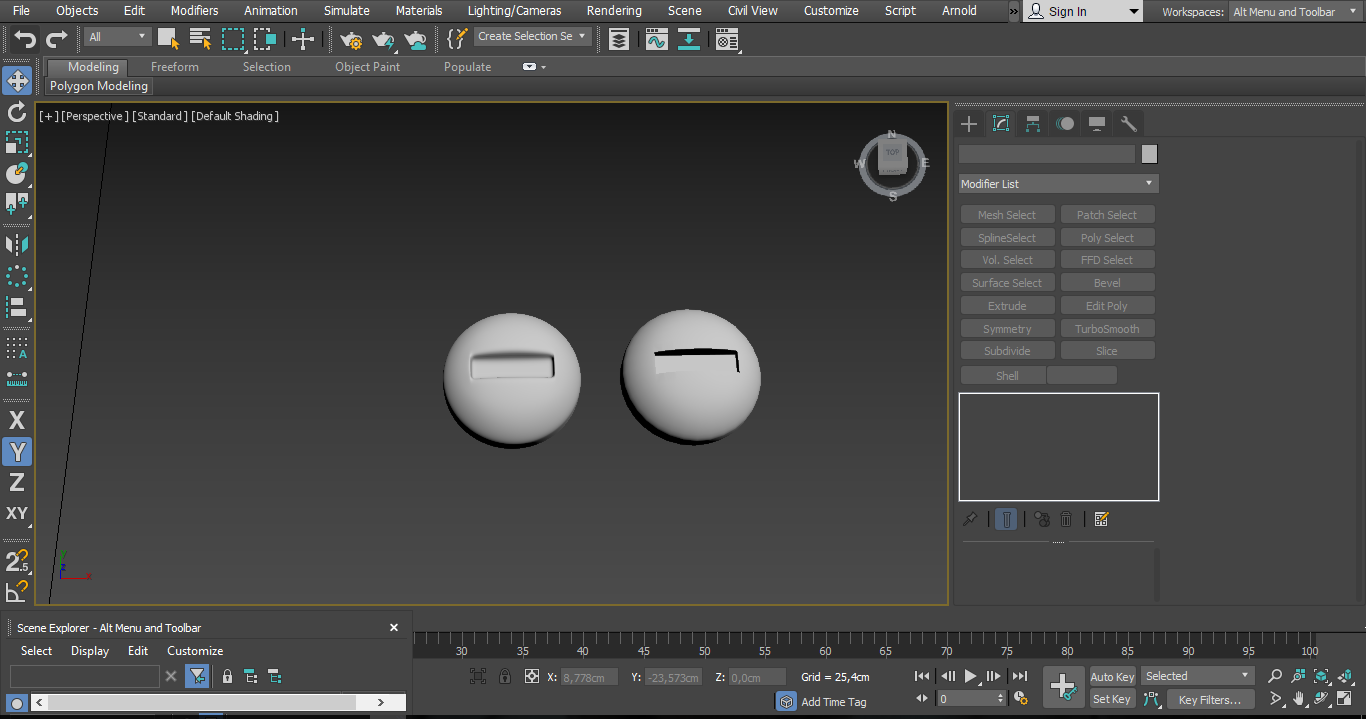 File Objects Edit Modifiers Animation Simulate Materials Lighting/Cameras Rendering Scene Civil View Customize Script Arnold » Sign In Workspaces: Alt Menu and Toolbar
All Create Selection Se
Modeling Freeform Selection Object Paint Populate
Polygon Modeling
[+] [Perspective ] [Standard ] [Default Shading ]
N
W TOP E
S
Modifier List
Mesh Select Patch Select
SplineSelect Poly Select
Vol. Select FFD Select
Surface Select Bevel
Extrude Edit Poly
Symmetry TurboSmooth
Subdivide Slice
Shell
A
X
Y
Z
XY
2.5
y
z x
Scene Explorer - Alt Menu and Toolbar ×
Select Display Edit Customize
30 35 40 45 50 55 60 65 70 75 80 85 90 95 100
X: 8,778cm Y: -23,573cm Z: 0,0cm Grid = 25,4cm Auto Key Selected
Add Time Tag 0 Set Key Key Filters...